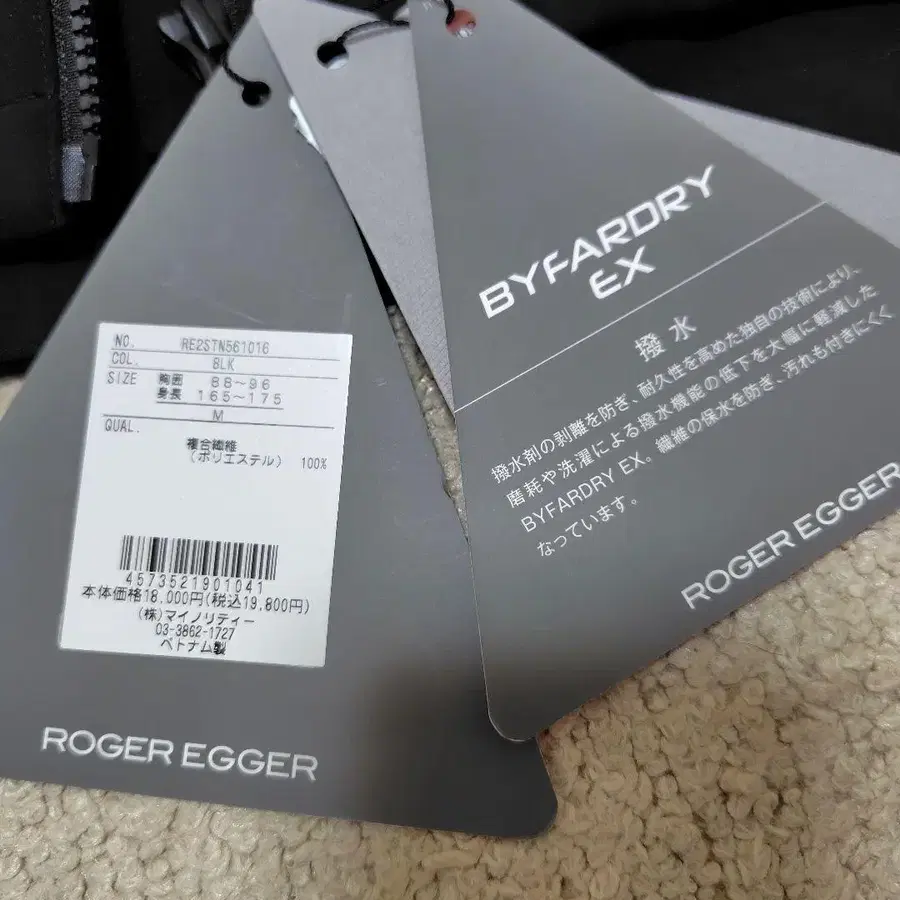 NO. RE2STN561016
COL. BLK
SIZE 胸囲 88~96
身長 165~175
M
QUAL.
複合繊維
(ポリエステル) 100%
4573521901041
本体価格18,000円(税込19,800円)
(株)マイノリティー
03-3862-1727
ベトナム製
ROGER EGGER
BYFARDRY
EX
撥水
撥水剤の剥離を防ぎ、耐久性を高めた独自の技術により、
磨耗や洗濯による撥水機能の低下を大幅に軽減した
BYFARDRY EX。繊維の保水を防ぎ、汚れも付きにくく
なっています。
ROGER EGGER